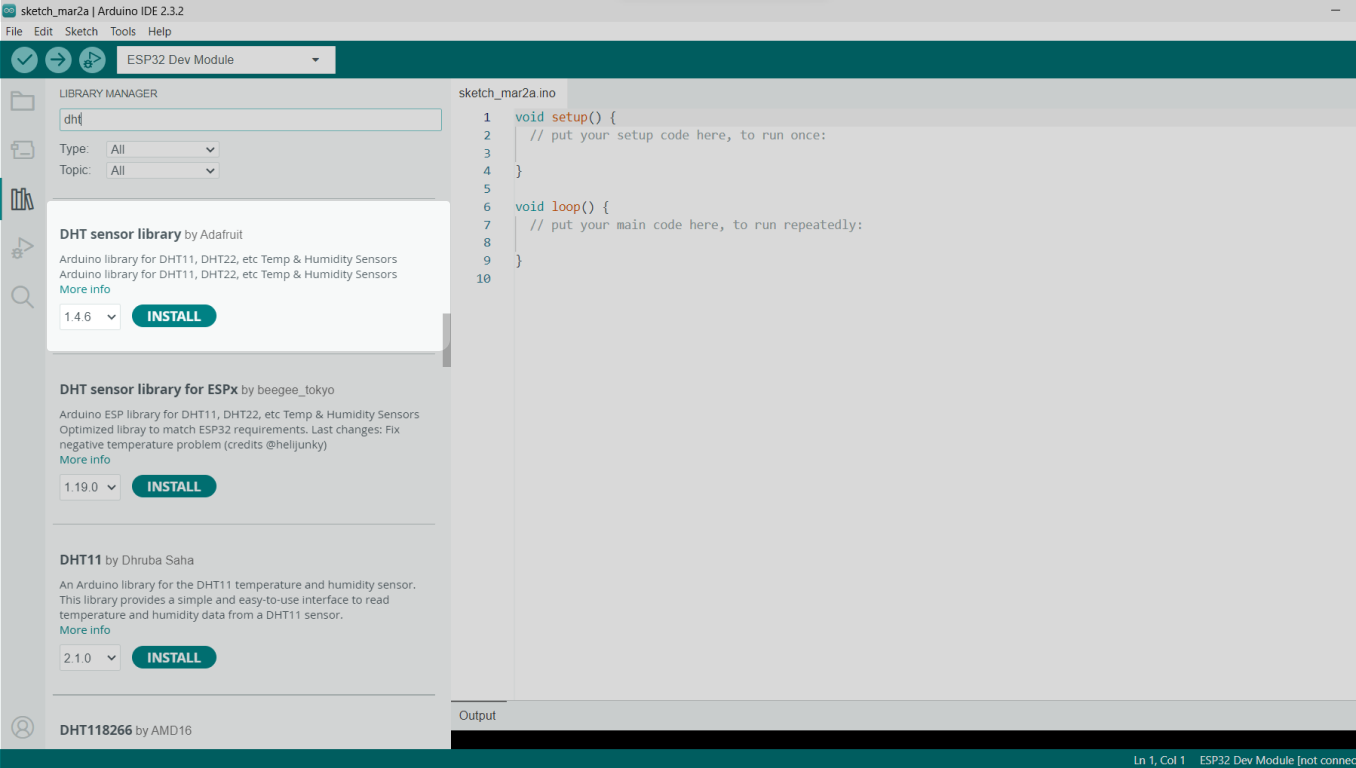 sketch_mar2a | Arduino IDE 2.3.2
File Edit Sketch Tools Help
ESP32 Dev Module
LIBRARY MANAGER
dht
Type: All
Topic: All
DHT sensor library by Adafruit
Arduino library for DHT11, DHT22, etc Temp & Humidity Sensors
Arduino library for DHT11, DHT22, etc Temp & Humidity Sensors
More info
1.4.6 INSTALL
DHT sensor library for ESPx by beegee_tokyo
Arduino ESP library for DHT11, DHT22, etc Temp & Humidity Sensors
Optimized libray to match ESP32 requirements. Last changes: Fix
negative temperature problem (credits @helijunky)
More info
1.19.0 INSTALL
DHT11 by Dhruba Saha
An Arduino library for the DHT11 temperature and humidity sensor.
This library provides a simple and easy-to-use interface to read
temperature and humidity data from a DHT11 sensor.
More info
2.1.0 INSTALL
DHT118266 by AMD16
sketch_mar2a.ino
1 void setup() {
2 // put your setup code here, to run once:
3
4 }
5
6 void loop() {
7 // put your main code here, to run repeatedly:
8
9 }
10
Output
Ln 1, Col 1 ESP32 Dev Module [not connec